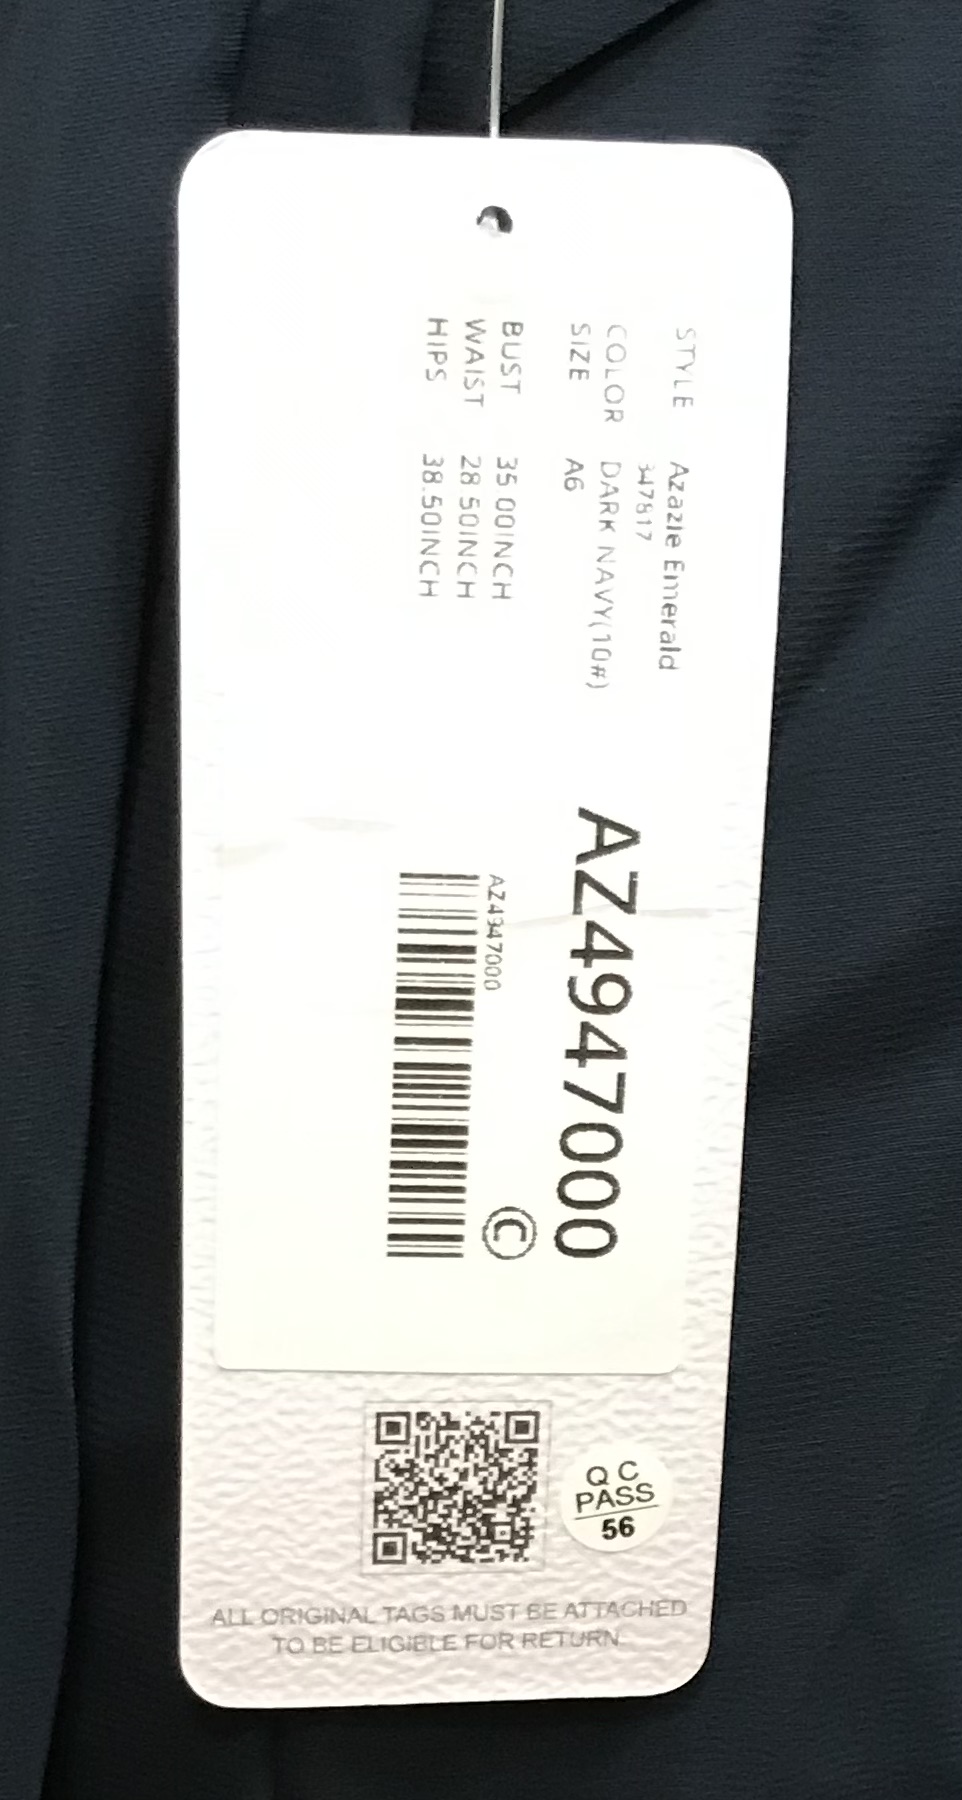 STYLE Azazie Emerald
347817
COLOR DARK NAVY(10#)
SIZE A6
BUST 35.00INCH
WAIST 28.50INCH
HIPS 38.50INCH
AZ4947000
©
AZ4947000
Q C
PASS
56
ALL ORIGINAL TAGS MUST BE ATTACHED
TO BE ELIGIBLE FOR RETURN